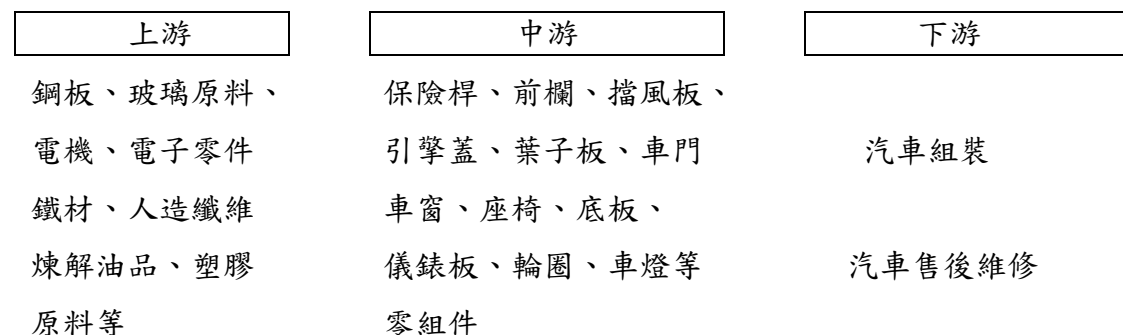 上游
鋼板、玻璃原料、
電機、電子零件
鐵材、人造纖維
煉解油品、塑膠
原料等
中游
保險桿、前欄、擋風板、
引擎蓋、葉子板、車門
車窗、座椅、底板、
儀錶板、輪圈、車燈等
零組件
下游
汽車組裝
汽車售後維修